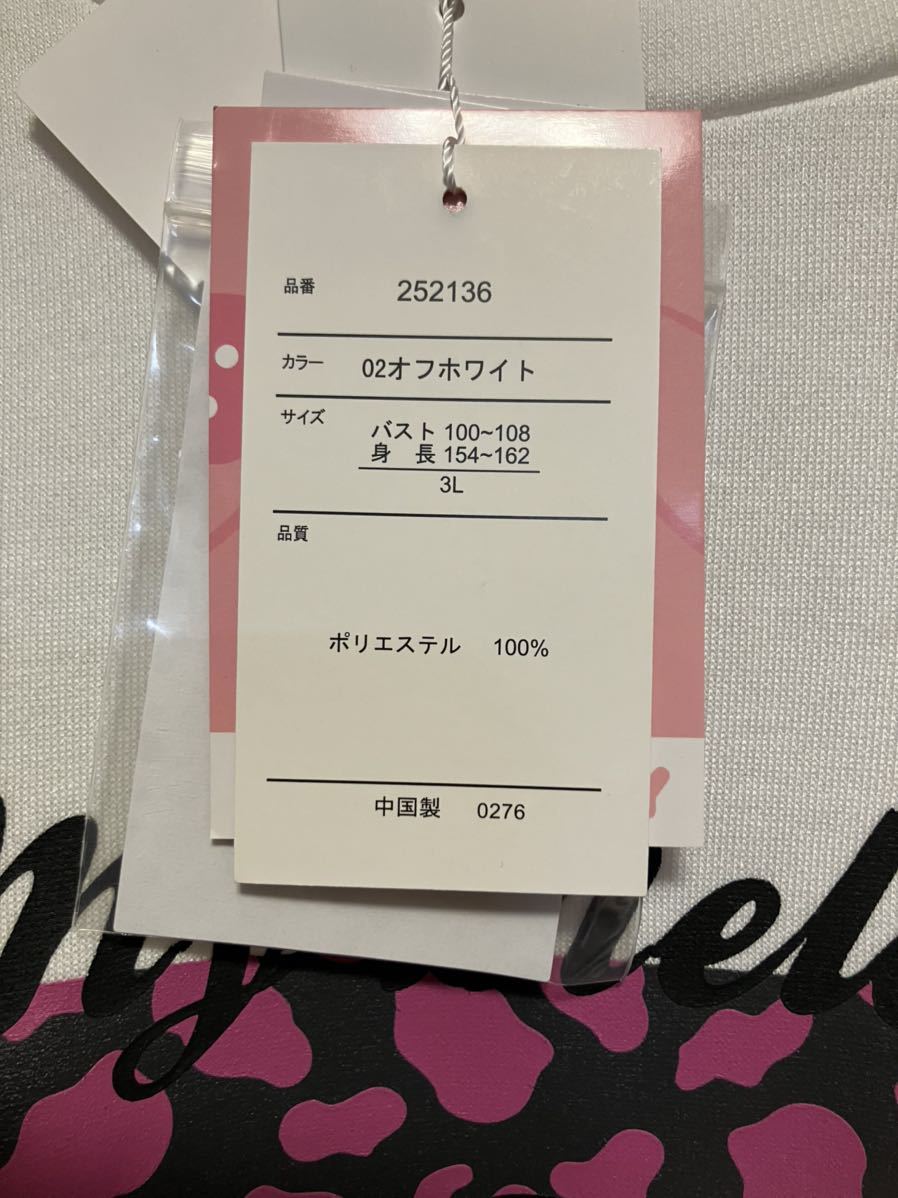 品番 252136
カラー 02オフホワイト
サイズ
バスト 100~108
身 長 154~162
3L
品質
ポリエステル 100%
中国製 0276